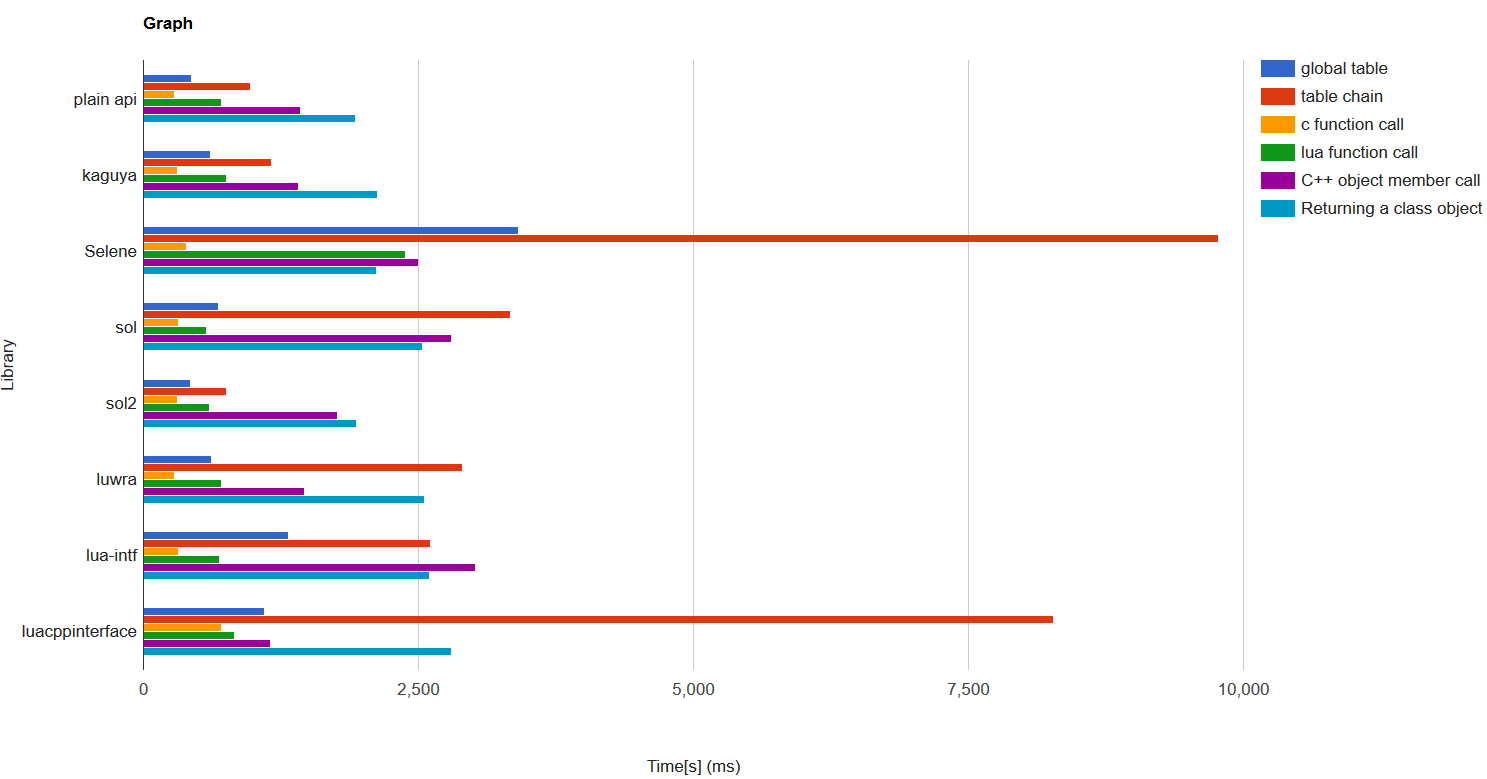 Graph
global table
table chain
c function call
lua function call
C++ object member call
Returning a class object
plain api
kaguya
Selene
sol
sol2
luwra
lua-intf
luacppinterface
Library
0
2,500
5,000
7,500
10,000
Time[s] (ms)